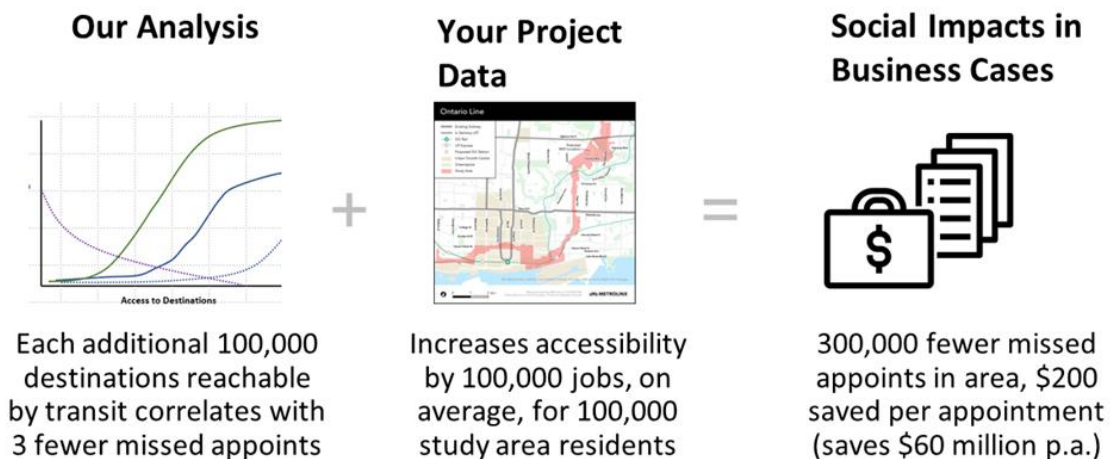 Our Analysis
Access to Destinations
Each additional 100,000
destinations reachable
by transit correlates with
3 fewer missed appoints
+
Your Project
Data
Ontario Line
METROLINX
Increases accessibility
by 100,000 jobs, on
average, for 100,000
study area residents
=
Social Impacts in
Business Cases
$
300,000 fewer missed
appoints in area, $200
saved per appointment
(saves $60 million p.a.)